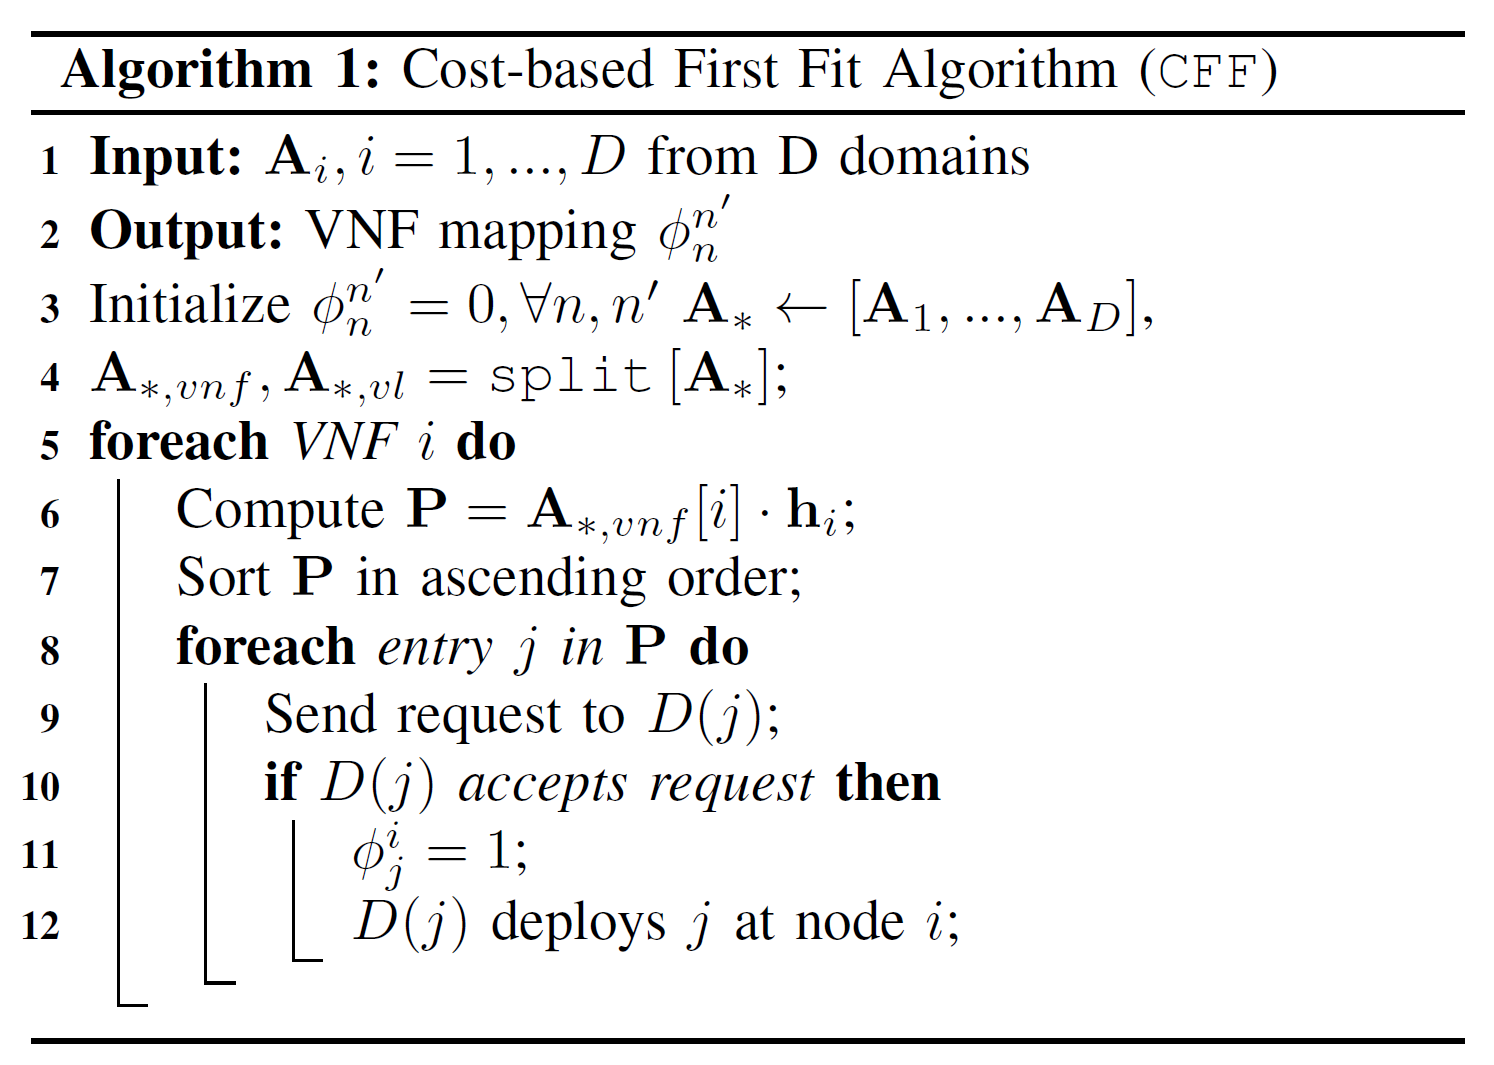 Algorithm 1: Cost-based First Fit Algorithm (CFF)
1 Input: $\mathbf{A}_i, i = 1, ..., D$ from D domains
2 Output: VNF mapping $\phi_n^{n'}$
3 Initialize $\phi_n^{n'} = 0, \forall n, n'$ $\mathbf{A}_* \leftarrow [\mathbf{A}_1, ..., \mathbf{A}_D],$
4 $\mathbf{A}_{*,vnf}, \mathbf{A}_{*,vl} = \texttt{split}\,[\mathbf{A}_*];$
5 foreach VNF $i$ do
6 Compute $\mathbf{P} = \mathbf{A}_{*,vnf}[i] \cdot \mathbf{h}_i;$
7 Sort $\mathbf{P}$ in ascending order;
8 foreach entry $j$ in $\mathbf{P}$ do
9 Send request to $D(j);$
10 if $D(j)$ accepts request then
11 $\phi_j^i = 1;$
12 $D(j)$ deploys $j$ at node $i;$